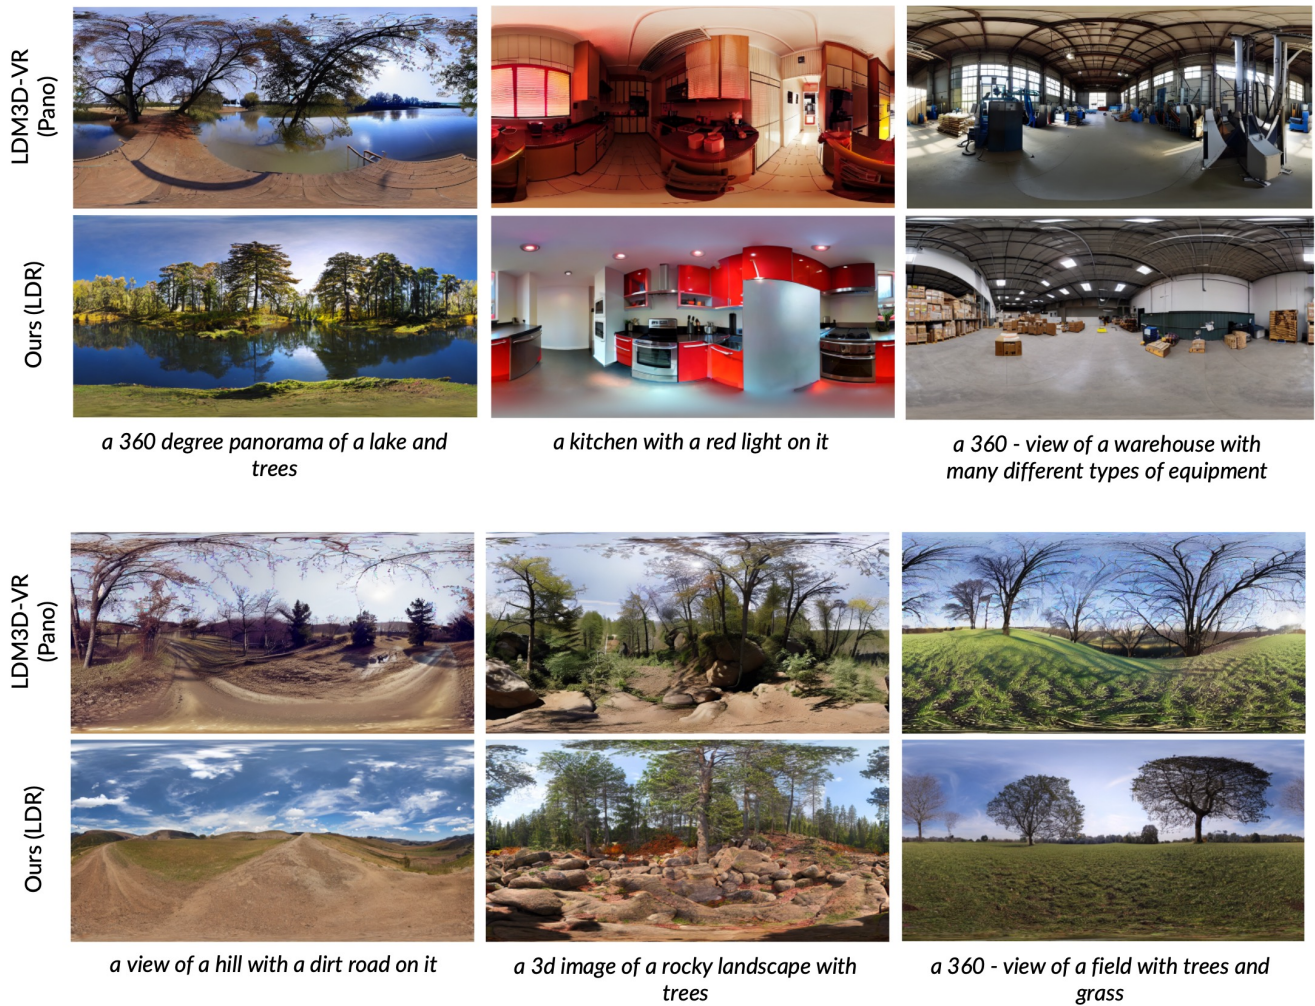 LDM3D-VR
(Pano)
Ours (LDR)
a 360 degree panorama of a lake and
trees
a kitchen with a red light on it
a 360 - view of a warehouse with
many different types of equipment
LDM3D-VR
(Pano)
Ours (LDR)
a view of a hill with a dirt road on it
a 3d image of a rocky landscape with
trees
a 360 - view of a field with trees and
grass